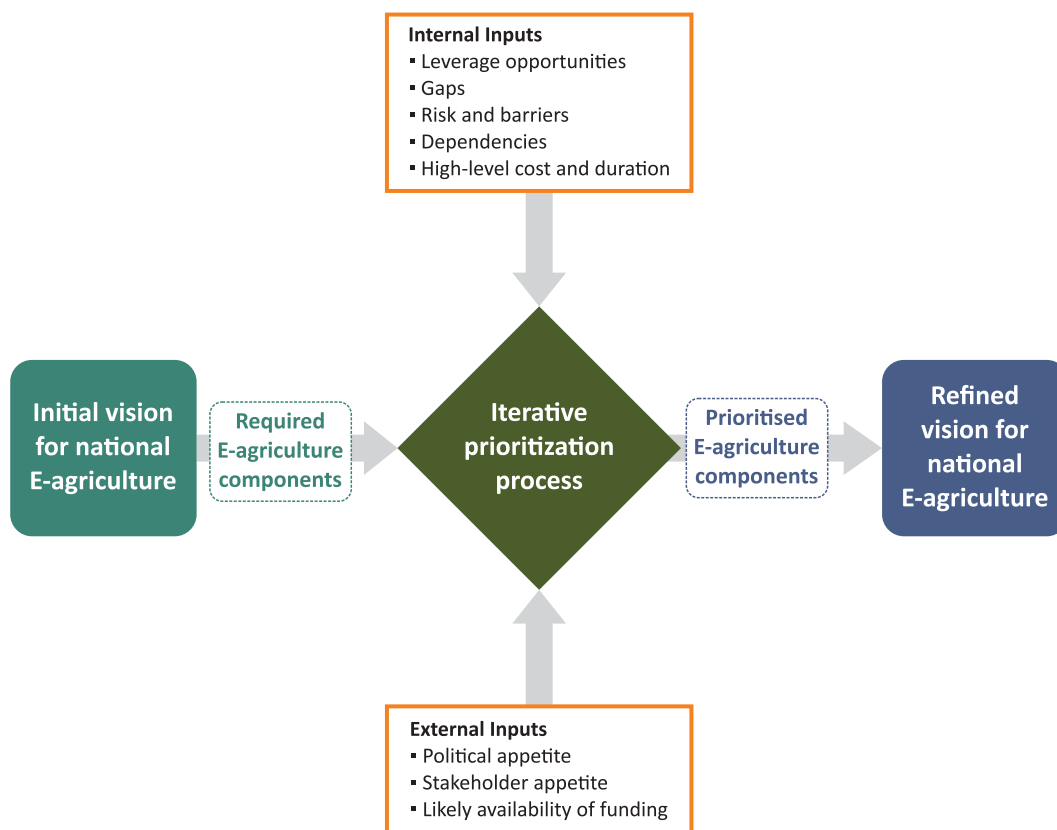 Internal Inputs
▪ Leverage opportunities
▪ Gaps
▪ Risk and barriers
▪ Dependencies
▪ High-level cost and duration
Initial vision
for national
E-agriculture
Required
E-agriculture
components
Iterative
prioritization
process
Prioritised
E-agriculture
components
Refined
vision for
national
E-agriculture
External Inputs
▪ Political appetite
▪ Stakeholder appetite
▪ Likely availability of funding